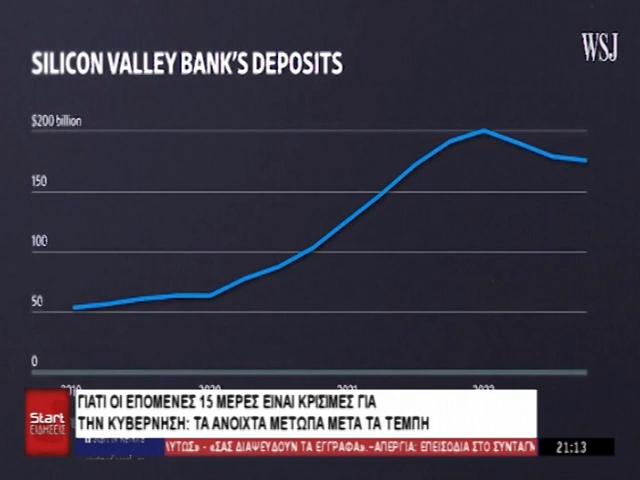 WSJ
SILICON VALLEY BANK'S DEPOSITS
$200 billion
150
100
50
0
2019 2020 2021 2022
Start
ΕΙΔΗΣΕΙΣ
ΓΙΑΤΙ ΟΙ ΕΠΟΜΕΝΕΣ 15 ΜΕΡΕΣ ΕΙΝΑΙ ΚΡΙΣΙΜΕΣ ΓΙΑ
ΤΗΝ ΚΥΒΕΡΝΗΣΗ: ΤΑ ΑΝΟΙΧΤΑ ΜΕΤΩΠΑ ΜΕΤΑ ΤΑ ΤΕΜΠΗ
ΛΥΤΩΣ» - «ΣΑΣ ΔΙΑΨΕΥΔΟΥΝ ΤΑ ΕΓΓΡΑΦΑ».-ΑΠΕΡΓΙΑ: ΕΠΕΙΣΟΔΙΑ ΣΤΟ ΣΥΝΤΑΓΜ
21:13